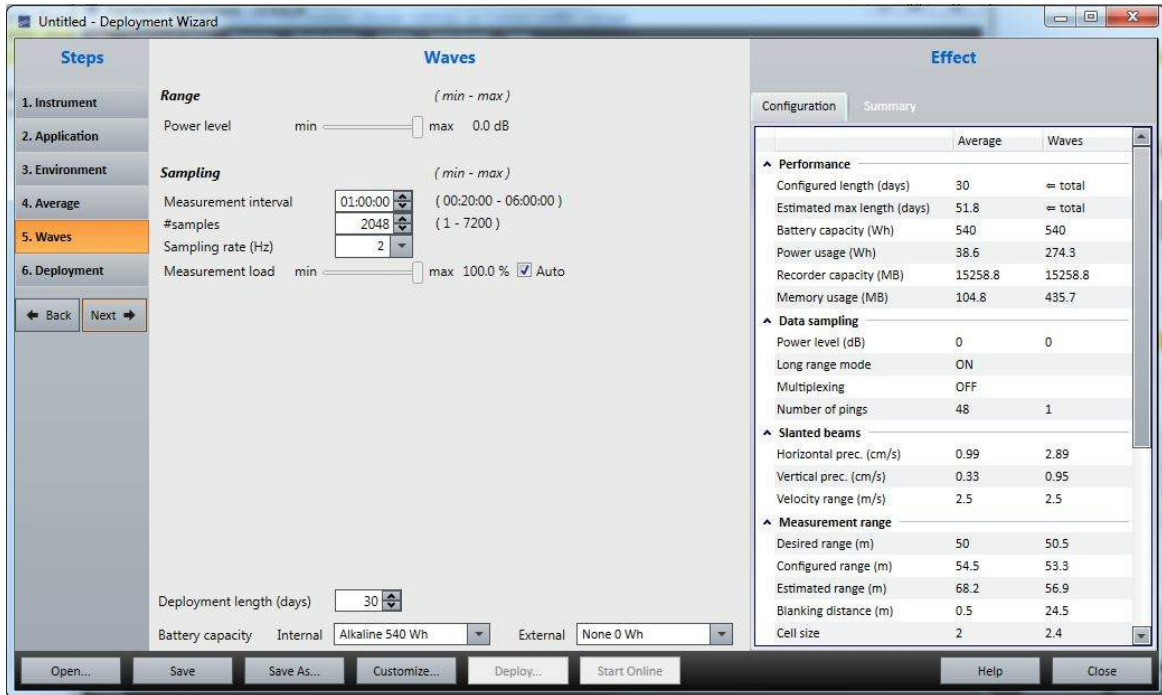 Untitled - Deployment Wizard
Steps
1. Instrument
2. Application
3. Environment
4. Average
5. Waves
6. Deployment
Back Next
Waves
Range ( min - max )
Power level min max 0.0 dB
Sampling ( min - max )
Measurement interval 01:00:00 ( 00:20:00 - 06:00:00 )
#samples 2048 ( 1 - 7200 )
Sampling rate (Hz) 2
Measurement load min max 100.0 % Auto
Deployment length (days) 30
Battery capacity Internal Alkaline 540 Wh External None 0 Wh
Effect
Configuration Summary
Average Waves
Performance
Configured length (days) 30 ⇐ total
Estimated max length (days) 51.8 ⇐ total
Battery capacity (Wh) 540 540
Power usage (Wh) 38.6 274.3
Recorder capacity (MB) 15258.8 15258.8
Memory usage (MB) 104.8 435.7
Data sampling
Power level (dB) 0 0
Long range mode ON
Multiplexing OFF
Number of pings 48 1
Slanted beams
Horizontal prec. (cm/s) 0.99 2.89
Vertical prec. (cm/s) 0.33 0.95
Velocity range (m/s) 2.5 2.5
Measurement range
Desired range (m) 50 50.5
Configured range (m) 54.5 53.3
Estimated range (m) 68.2 56.9
Blanking distance (m) 0.5 24.5
Cell size 2 2.4
Open... Save Save As... Customize... Deploy... Start Online Help Close